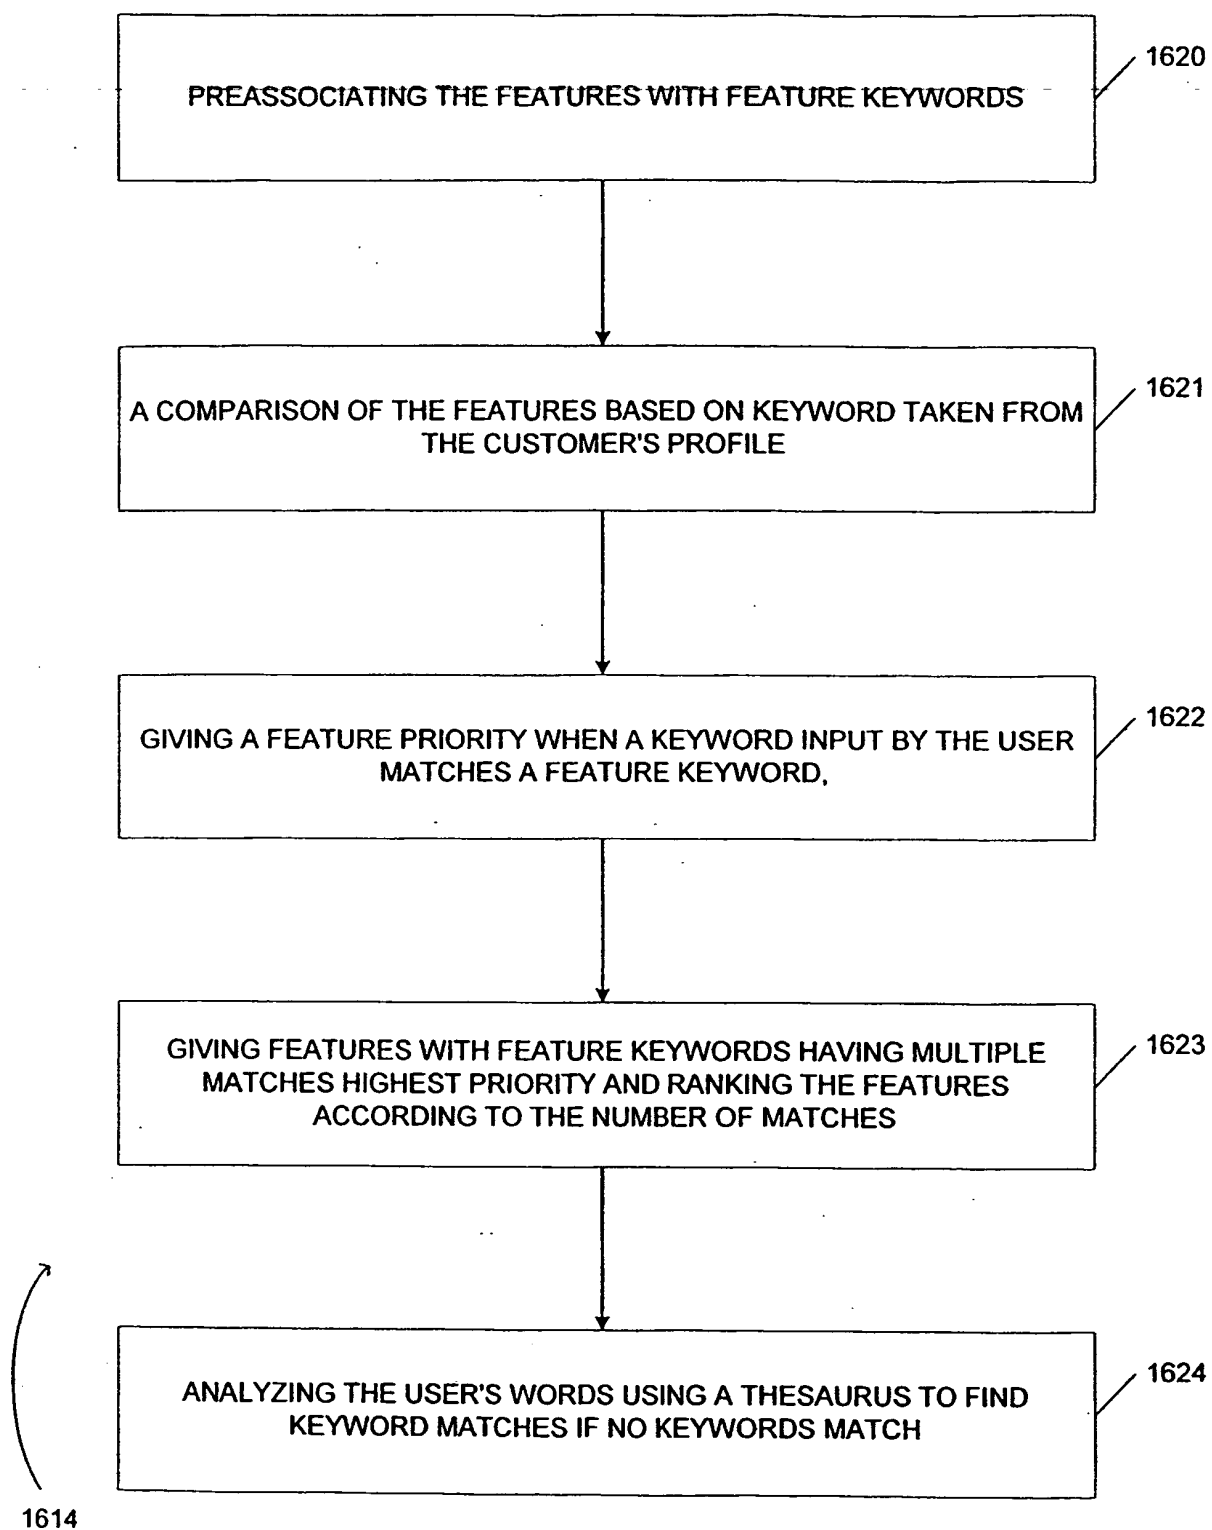 1620
PREASSOCIATING THE FEATURES WITH FEATURE KEYWORDS
1621
A COMPARISON OF THE FEATURES BASED ON KEYWORD TAKEN FROM
THE CUSTOMER'S PROFILE
1622
GIVING A FEATURE PRIORITY WHEN A KEYWORD INPUT BY THE USER
MATCHES A FEATURE KEYWORD,
1623
GIVING FEATURES WITH FEATURE KEYWORDS HAVING MULTIPLE
MATCHES HIGHEST PRIORITY AND RANKING THE FEATURES
ACCORDING TO THE NUMBER OF MATCHES
1624
ANALYZING THE USER'S WORDS USING A THESAURUS TO FIND
KEYWORD MATCHES IF NO KEYWORDS MATCH
1614